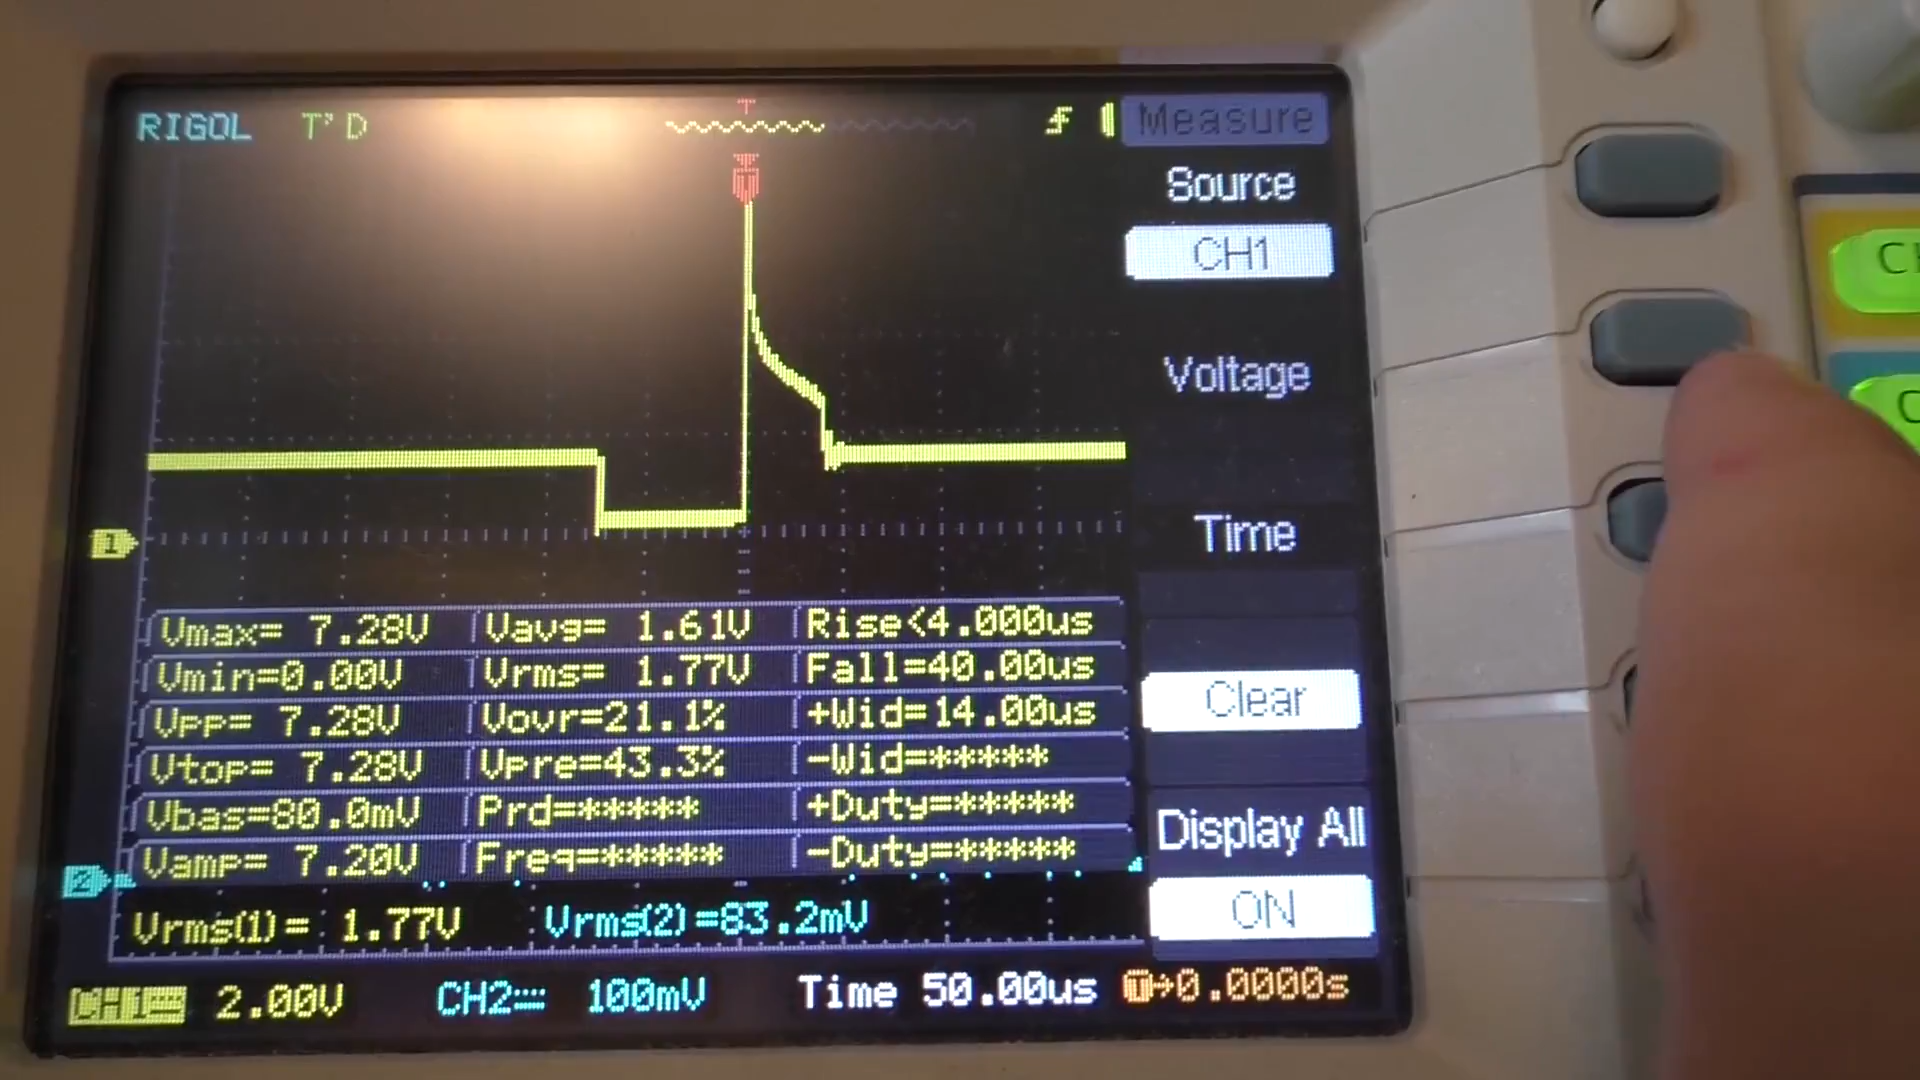 RIGOL T'D Measure
T
Source
CH1
Voltage
1
Time
Vmax= 7.28V Vavg= 1.61V Rise<4.000us
Vmin=0.00V Vrms= 1.77V Fall=40.00us
Vpp= 7.28V Vovr=21.1% +Wid=14.00us
Vtop= 7.28V Vpre=43.3% -Wid=*****
Vbas=80.0mV Prd=***** +Duty=*****
Vamp= 7.20V Freq=***** -Duty=*****
Clear
Display All
ON
2
Vrms(1)= 1.77V Vrms(2)=83.2mV
CH1 2.00V CH2 100mV Time 50.00us T→0.0000s